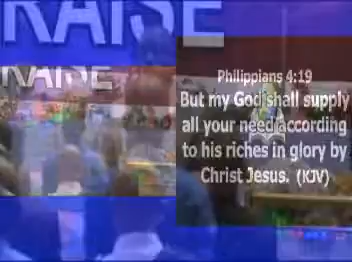 RAISE
RAISE
Philippians 4:19
But my God shall supply
all your need according
to his riches in glory by
Christ Jesus. (KJV)